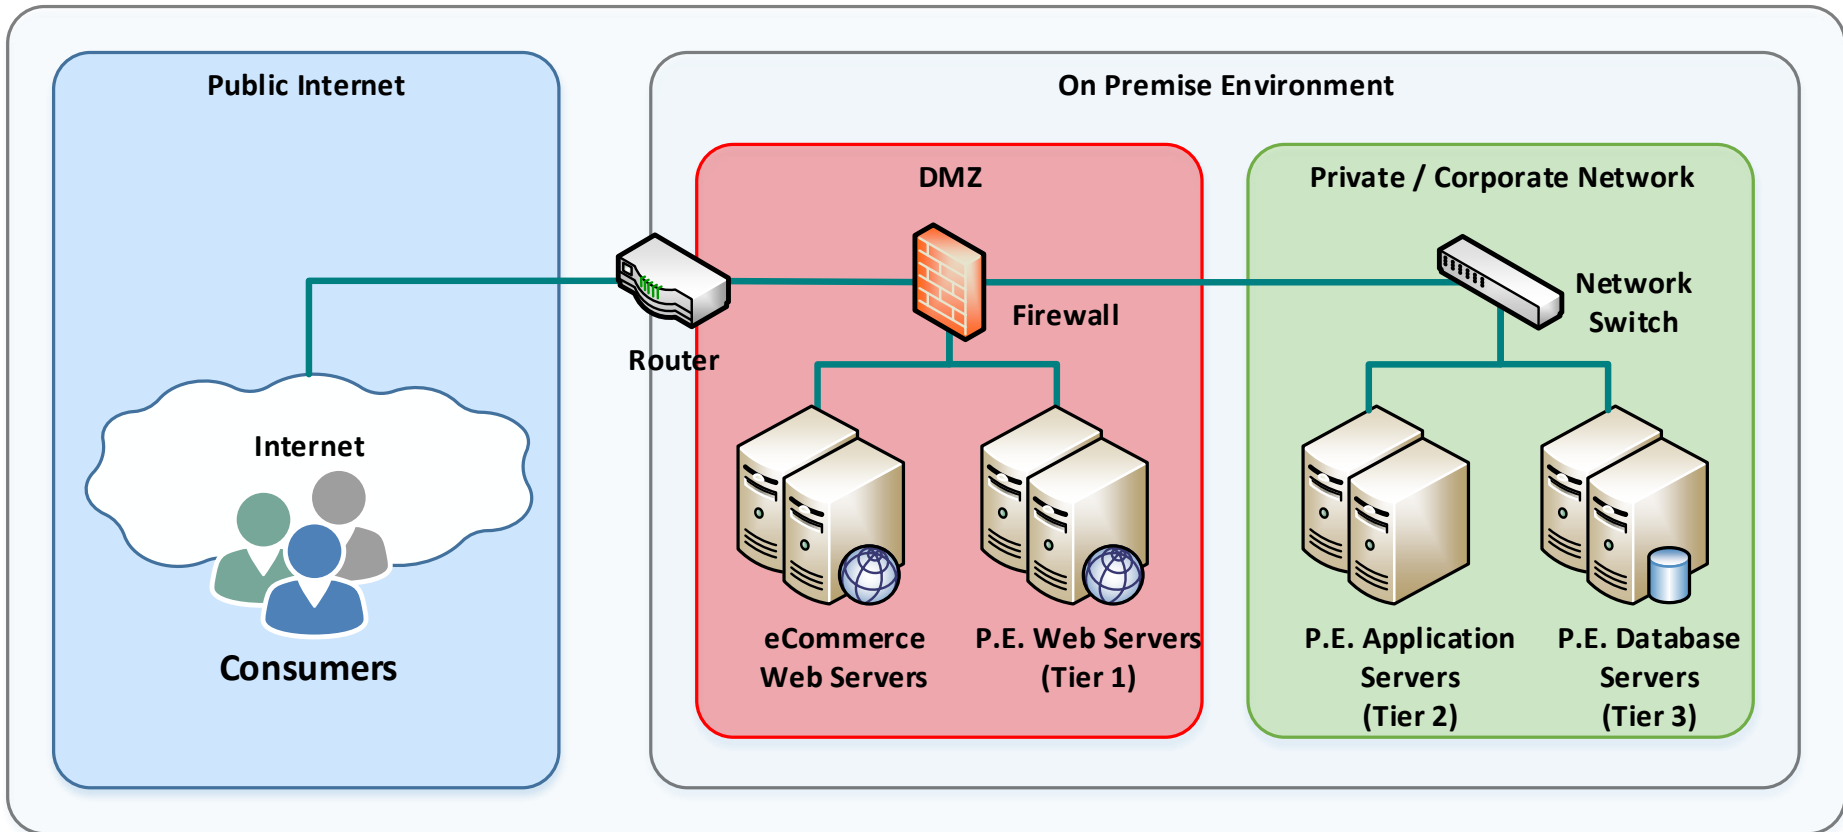 Public Internet
On Premise Environment
DMZ
Private / Corporate Network
Router
Firewall
Network
Switch
Internet
Consumers
eCommerce
Web Servers
P.E. Web Servers
(Tier 1)
P.E. Application
Servers
(Tier 2)
P.E. Database
Servers
(Tier 3)